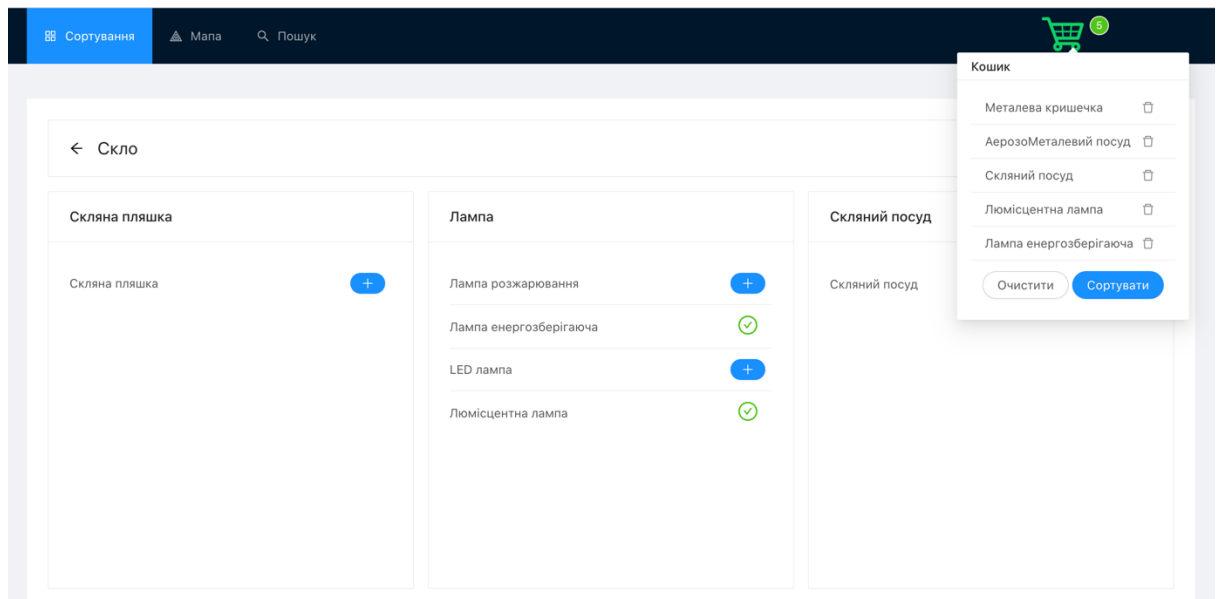 Сортування
Мапа
Пошук
5
Кошик
Металева кришечка
АерозоМеталевий посуд
Скляний посуд
Люмісцентна лампа
Лампа енергозберігаюча
Очистити
Сортувати
Скло
Скляна пляшка
Скляна пляшка
Лампа
Лампа розжарювання
Лампа енергозберігаюча
LED лампа
Люмісцентна лампа
Скляний посуд
Скляний посуд